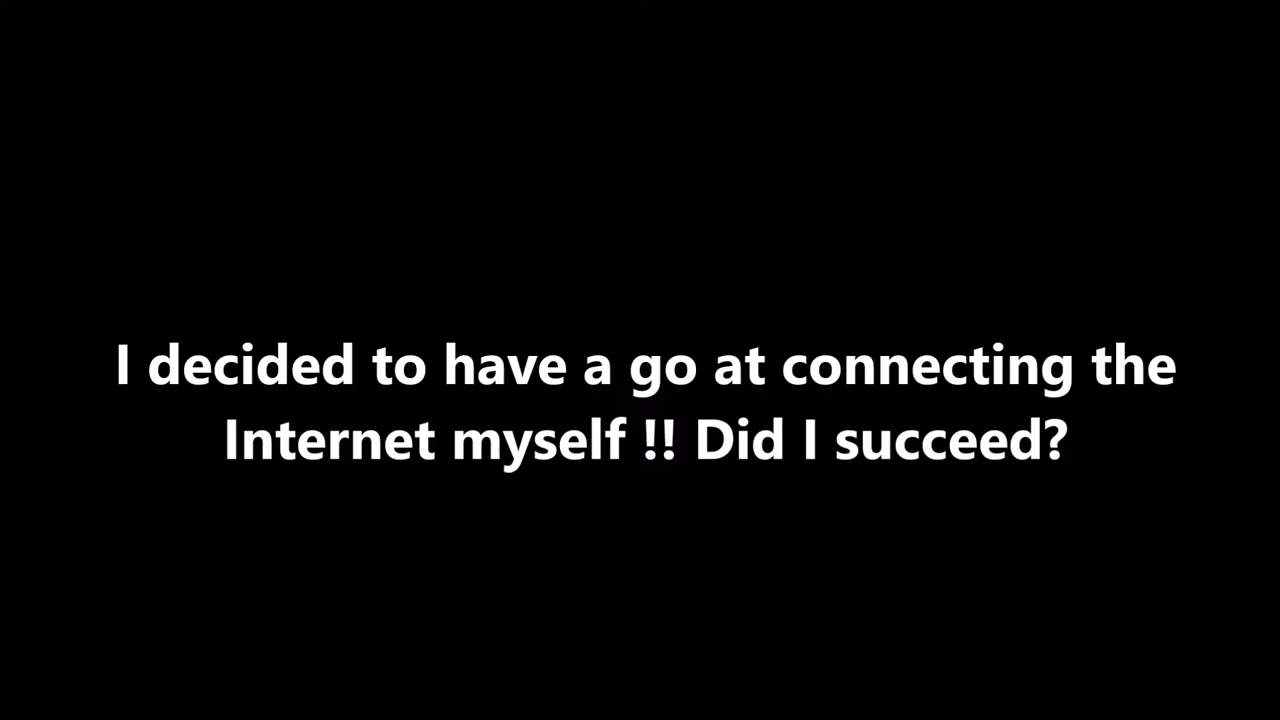 I decided to have a go at connecting the
Internet myself !! Did I succeed?